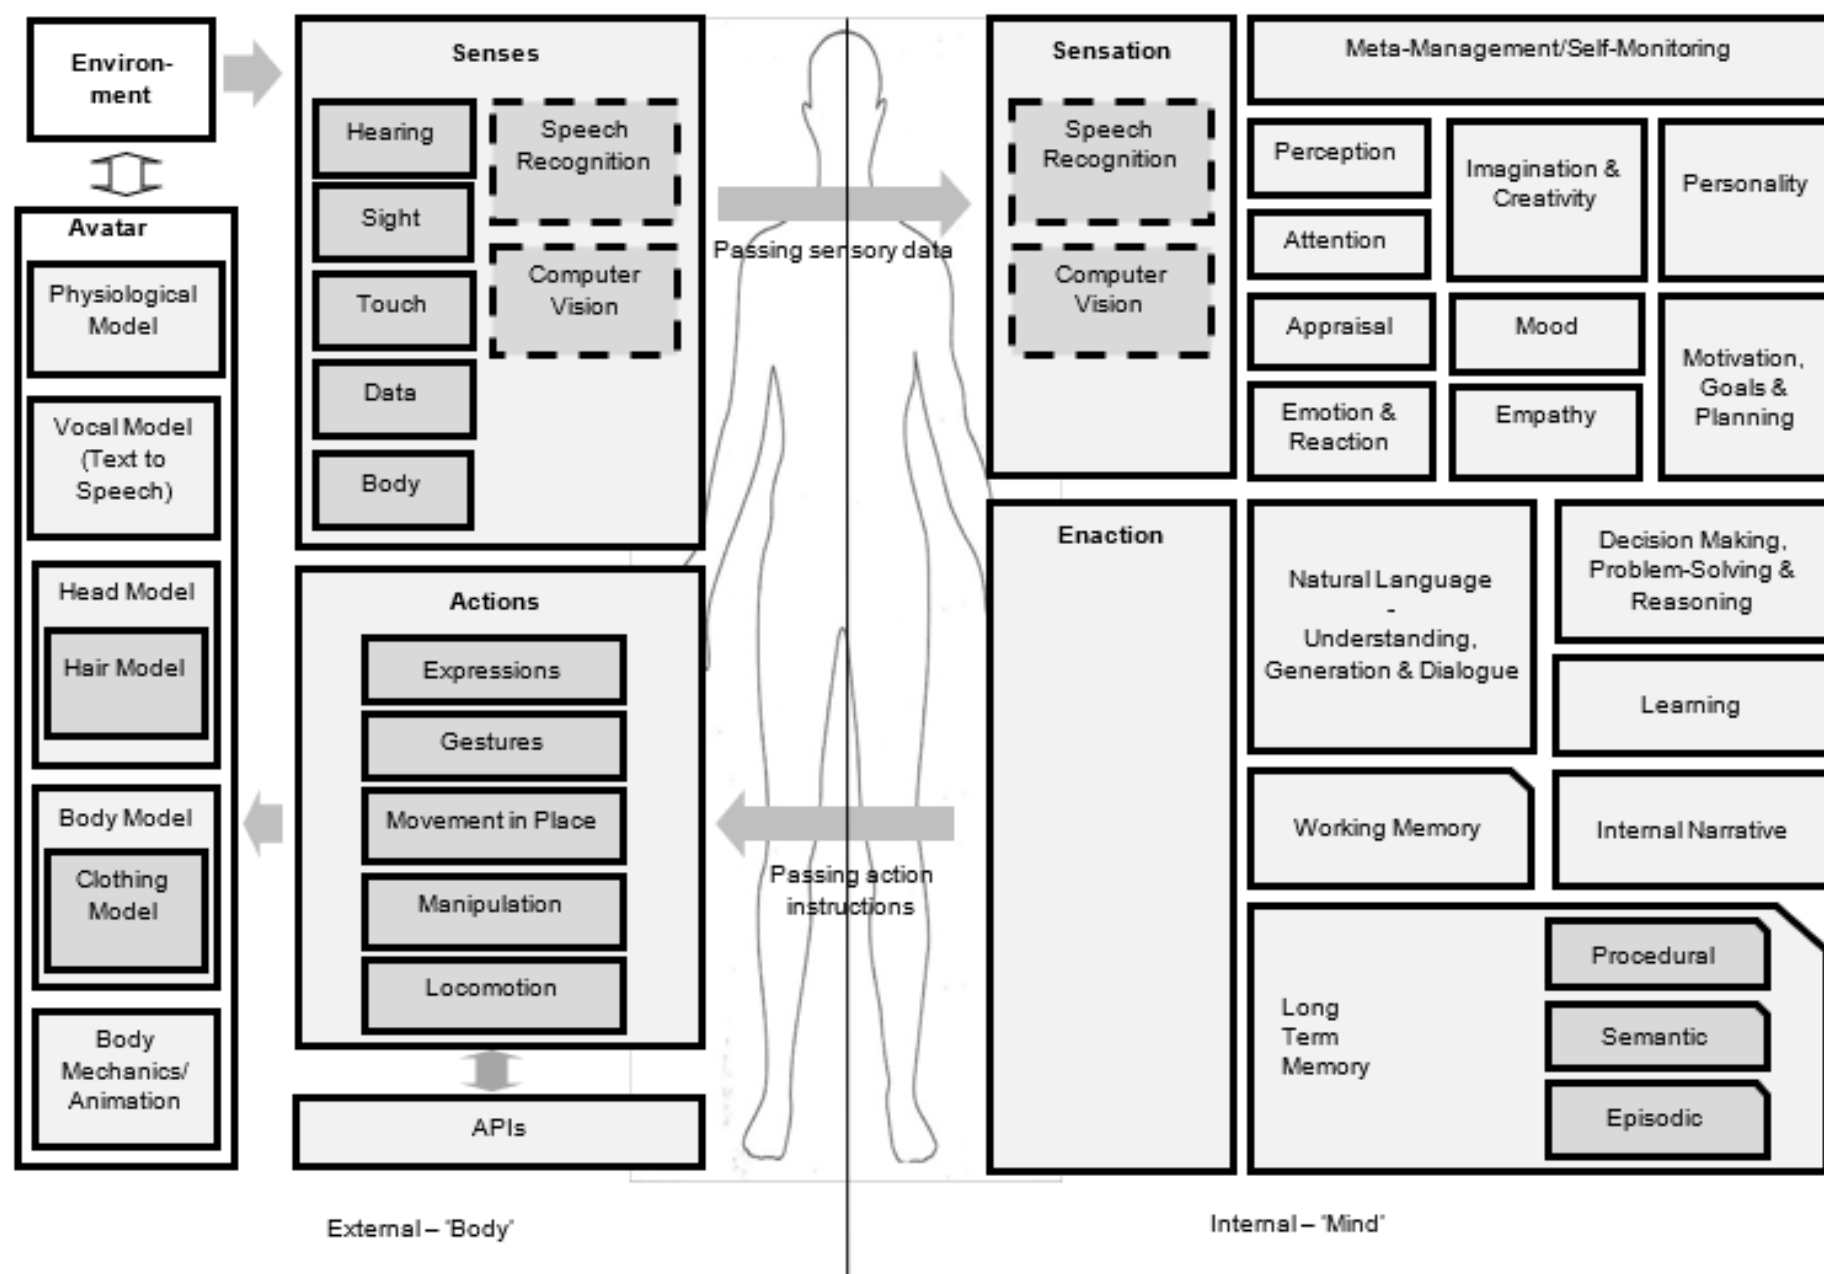 Environ-
ment
Avatar
Physiological
Model
Vocal Model
(Text to
Speech)
Head Model
Hair Model
Body Model
Clothing
Model
Body
Mechanics/
Animation
Senses
Hearing
Sight
Touch
Data
Body
Speech
Recognition
Computer
Vision
Actions
Expressions
Gestures
Movement in Place
Manipulation
Locomotion
APIs
Passing sensory data
Passing action
instructions
Sensation
Speech
Recognition
Computer
Vision
Enaction
Meta-Management/Self-Monitoring
Perception
Attention
Appraisal
Emotion &
Reaction
Imagination &
Creativity
Mood
Empathy
Personality
Motivation,
Goals &
Planning
Natural Language
-
Understanding,
Generation & Dialogue
Decision Making,
Problem-Solving &
Reasoning
Learning
Working Memory
Internal Narrative
Long
Term
Memory
Procedural
Semantic
Episodic
External – “Body”
Internal – “Mind”